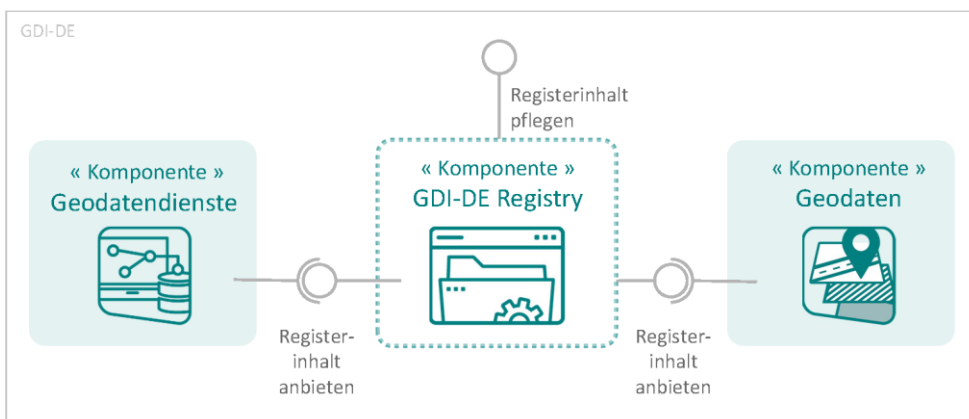 GDI-DE
Registerinhalt
pflegen
« Komponente »
Geodatendienste
« Komponente »
GDI-DE Registry
« Komponente »
Geodaten
Register-
inhalt
anbieten
Register-
inhalt
anbieten